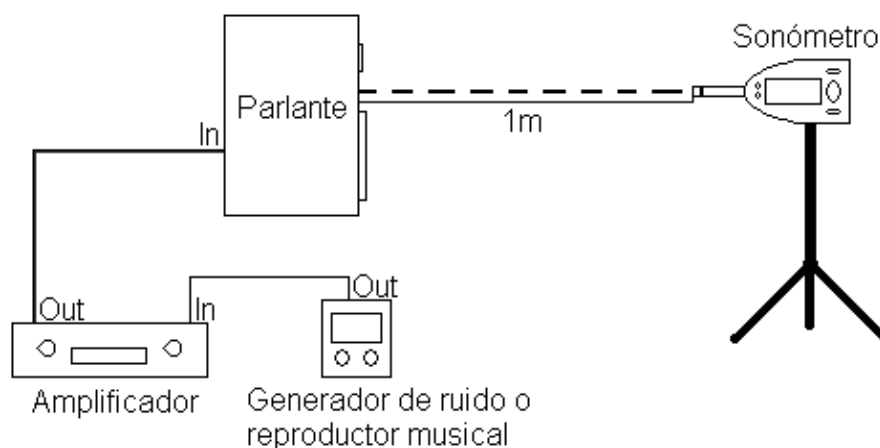 Sonómetro
Parlante
In
1m
Out
In
Out
Amplificador
Generador de ruido o
reproductor musical